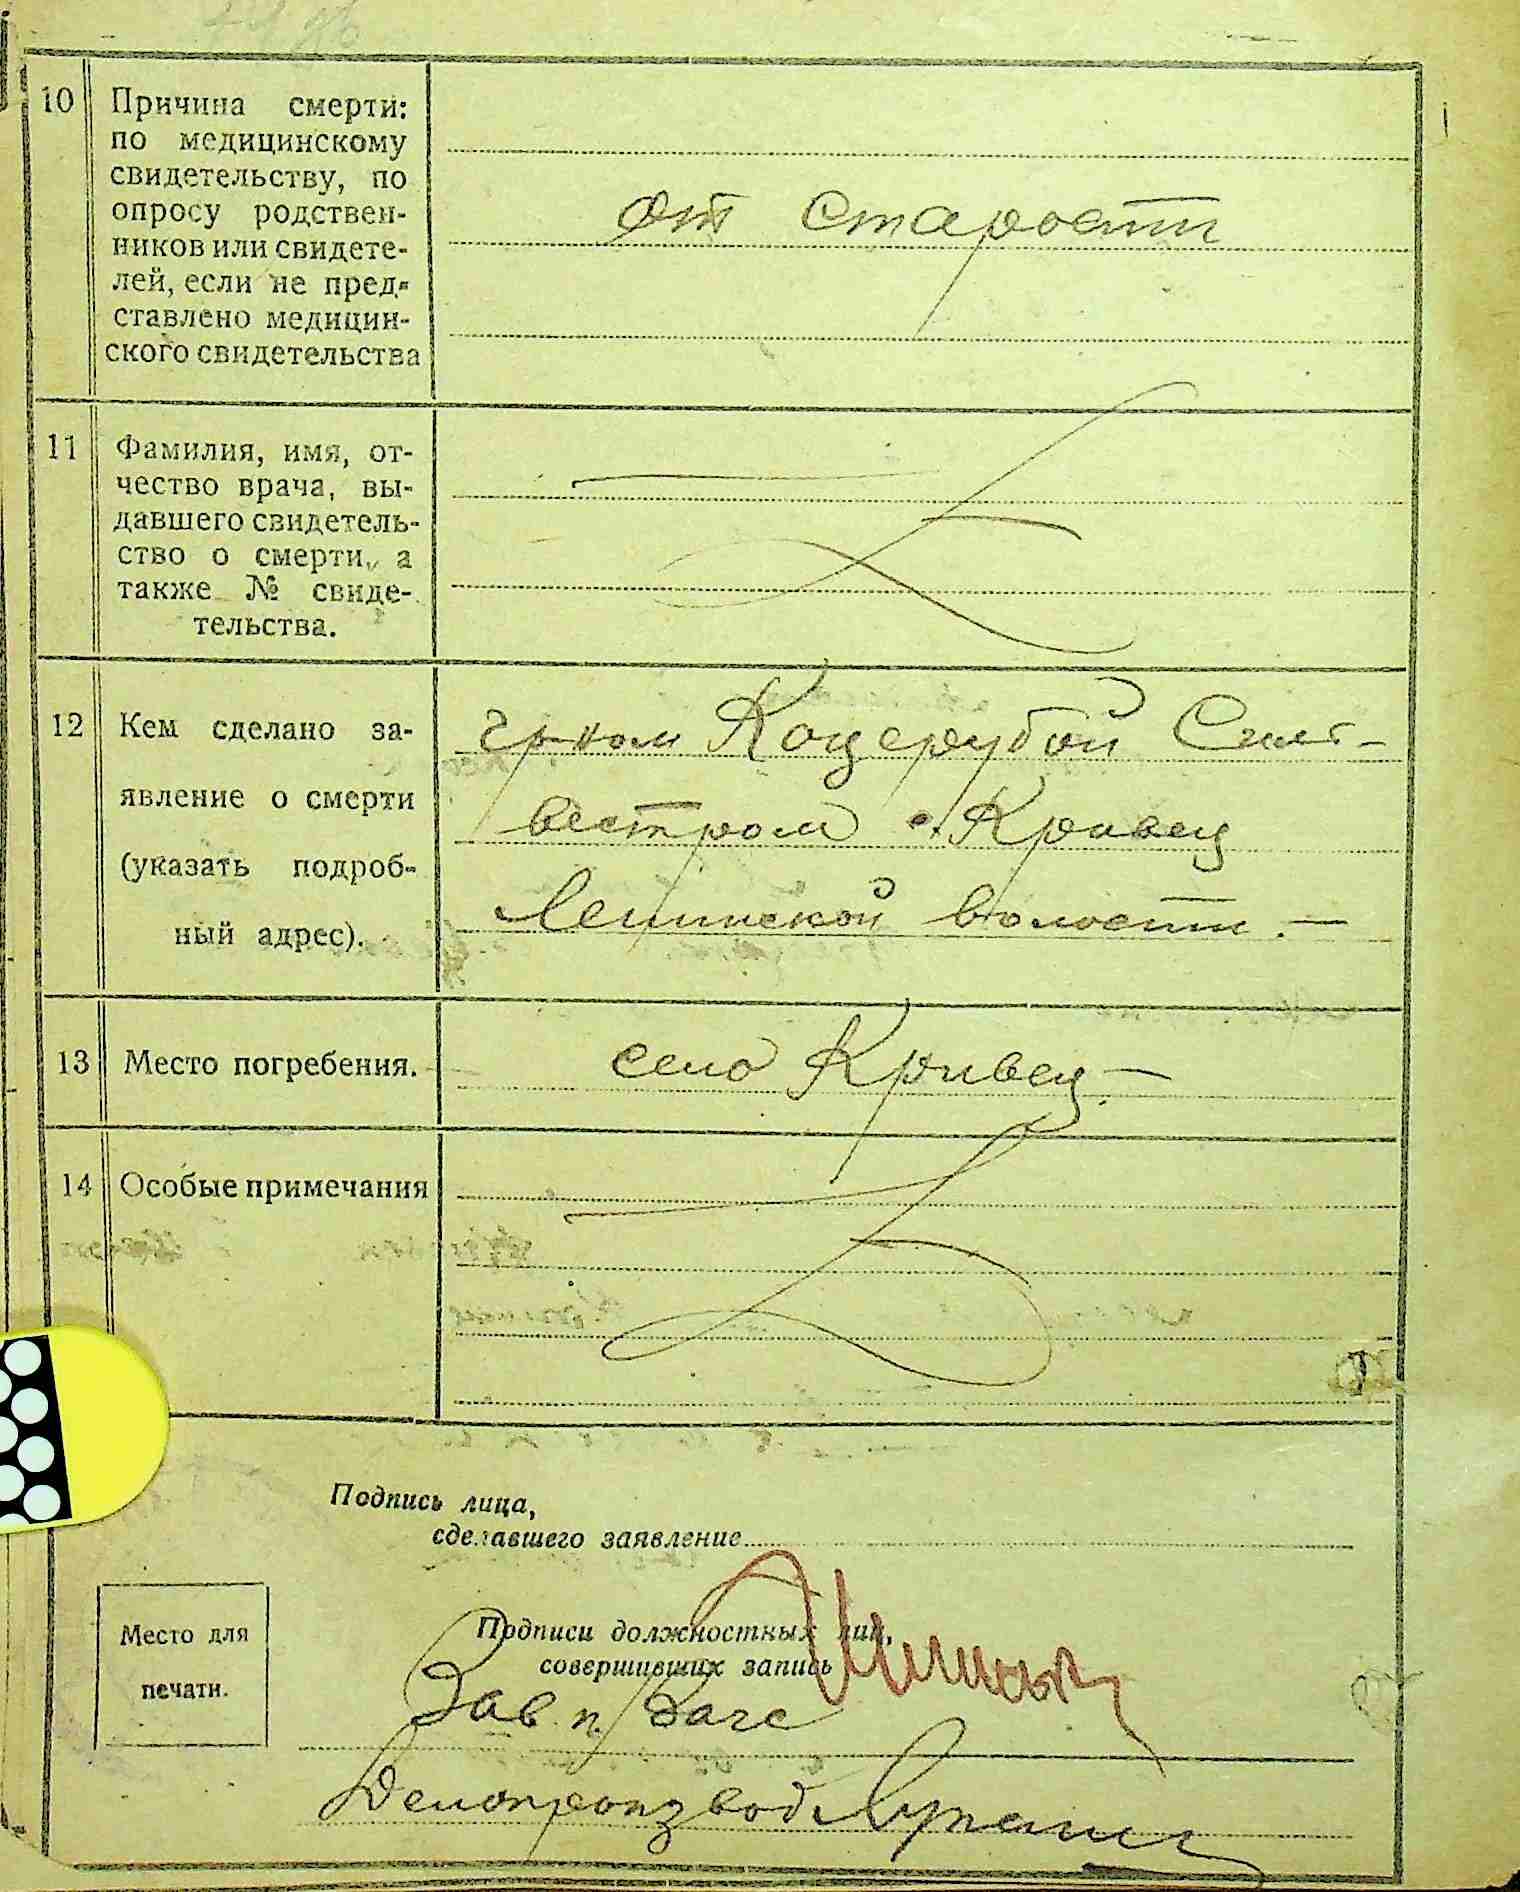 10
Причина смерти:
по медицинскому
свидетельству, по
опросу родствен-
ников или свидете-
лей, если не пред-
ставлено медицин-
ского свидетельства
от старости
11
Фамилия, имя, от-
чество врача, вы-
давшего свидетель-
ство о смерти, а
также № свиде-
тельства.
12
Кем сделано за-
явление о смерти
(указать подроб-
ный адрес).
гр-ном Коцерубой Силь-
вестром с. Кривец
Ленинской волости. —
13
Место погребения.
село Кривец —
14
Особые примечания
Подпись лица,
сделавшего заявление
Место для
печати.
Подписи должностных лиц,
совершивших запись
Зав. п/Загс
Делопроизвод